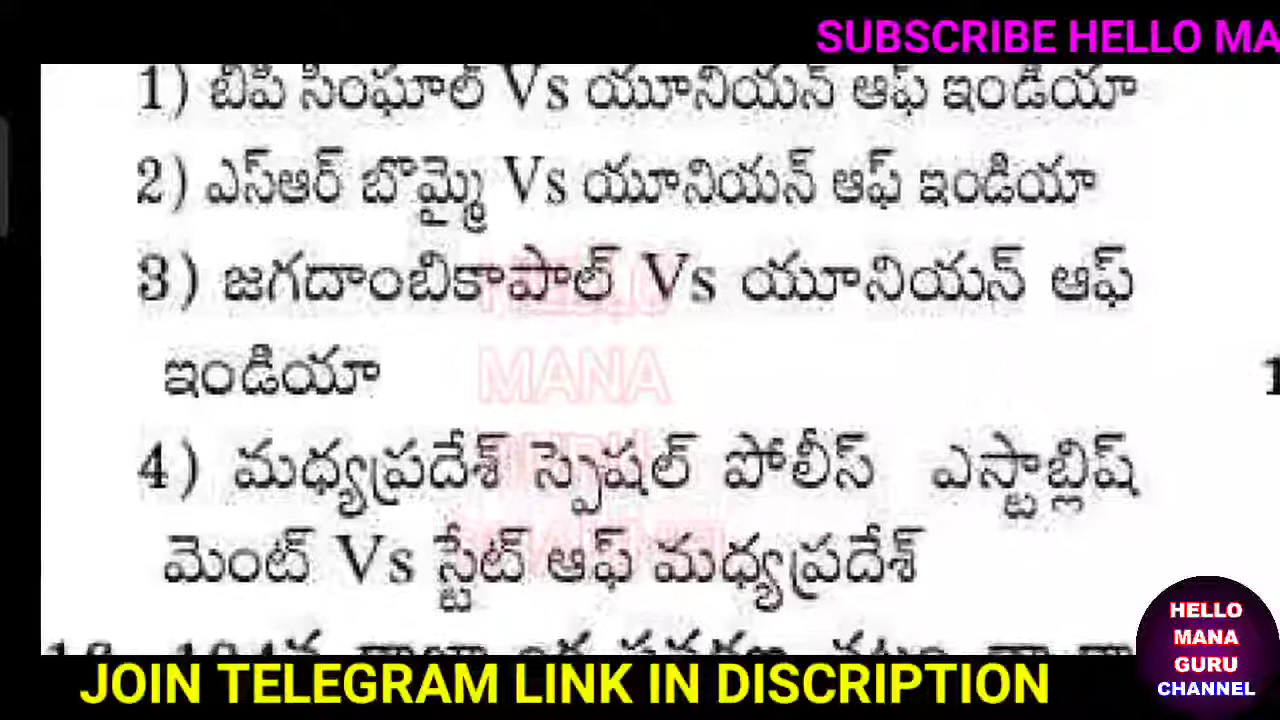 SUBSCRIBE HELLO MA
1) బిపి సింఘాల్ Vs యూనియన్ ఆఫ్ ఇండియా
2) ఎస్ఆర్ బొమ్మై Vs యూనియన్ ఆఫ్ ఇండియా
3) జగదాంబికాపాల్ Vs యూనియన్ ఆఫ్
ఇండియా
MANA
4) మధ్యప్రదేశ్ స్పెషల్ పోలీస్ ఎస్టాబ్లిష్
మెంట్ Vs స్టేట్ ఆఫ్ మధ్యప్రదేశ్
HELLO
MANA
GURU
CHANNEL
JOIN TELEGRAM LINK IN DISCRIPTION